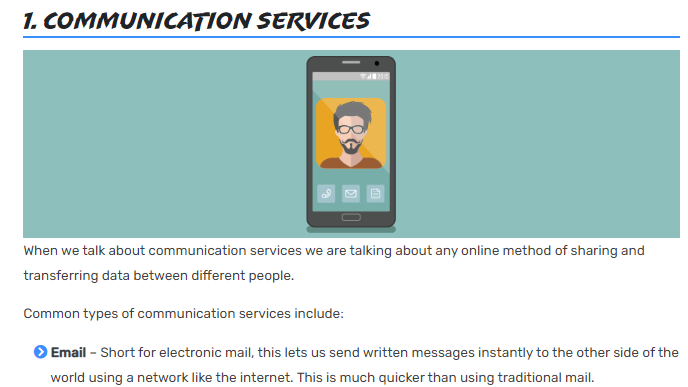 1. COMMUNICATION SERVICES
When we talk about communication services we are talking about any online method of sharing and
transferring data between different people.
Common types of communication services include:
Email – Short for electronic mail, this lets us send written messages instantly to the other side of the
world using a network like the internet. This is much quicker than using traditional mail.